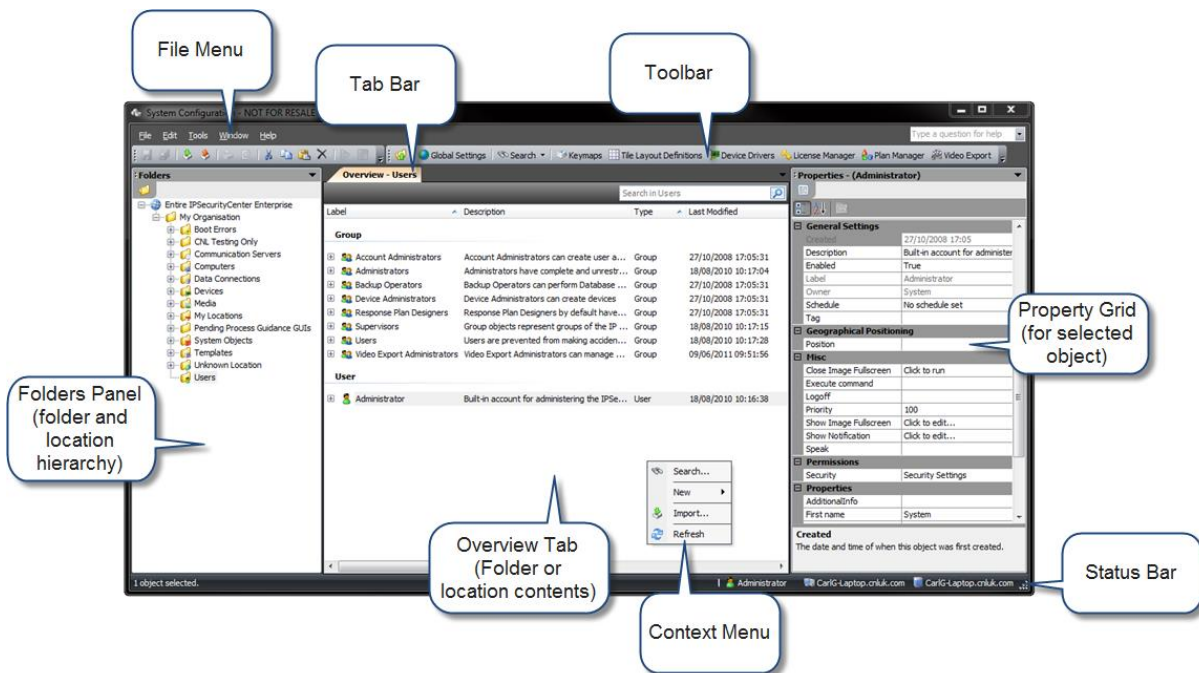 File Menu
Tab Bar
Toolbar
System Configuration - NOT FOR RESALE
File Edit Tools Window Help
Type a question for help
Global Settings Search Keymaps Tile Layout Definitions Device Drivers License Manager Plan Manager Video Export
Folders
Entire IPSecurityCenter Enterprise
My Organisation
Boot Errors
CNL Testing Only
Communication Servers
Computers
Data Connections
Devices
Media
My Locations
Pending Process Guidance GUIs
System Objects
Templates
Unknown Location
Users
Folders Panel
(folder and
location
hierarchy)
Overview - Users
Search in Users
Label Description Type Last Modified
Group
Account Administrators Account Administrators can create user a... Group 27/10/2008 17:05:31
Administrators Administrators have complete and unrestr... Group 18/08/2010 10:17:04
Backup Operators Backup Operators can perform Database ... Group 27/10/2008 17:05:31
Device Administrators Device Administrators can create devices Group 27/10/2008 17:05:31
Response Plan Designers Response Plan Designers by default have... Group 27/10/2008 17:05:31
Supervisors Group objects represent groups of the IP ... Group 18/08/2010 10:17:15
Users Users are prevented from making acciden... Group 18/08/2010 10:17:28
Video Export Administrators Video Export Administrators can manage ... Group 09/06/2011 09:51:56
User
Administrator Built-in account for administering the IPSe... User 18/08/2010 10:16:38
Search...
New
Import...
Refresh
Overview Tab
(Folder or
location contents)
Context Menu
Properties - (Administrator)
General Settings
Created 27/10/2008 17:05
Description Built-in account for administer
Enabled True
Label Administrator
Owner System
Schedule No schedule set
Tag
Geographical Positioning
Position
Misc
Close Image Fullscreen Click to run
Execute command
Logoff
Priority 100
Show Image Fullscreen Click to edit...
Show Notification Click to edit...
Speak
Permissions
Security Security Settings
Properties
AdditionalInfo
First name System
Created
The date and time of when this object was first created.
Property Grid
(for selected
object)
Status Bar
1 object selected.
Administrator CarlG-Laptop.cnluk.com CarlG-Laptop.cnluk.com